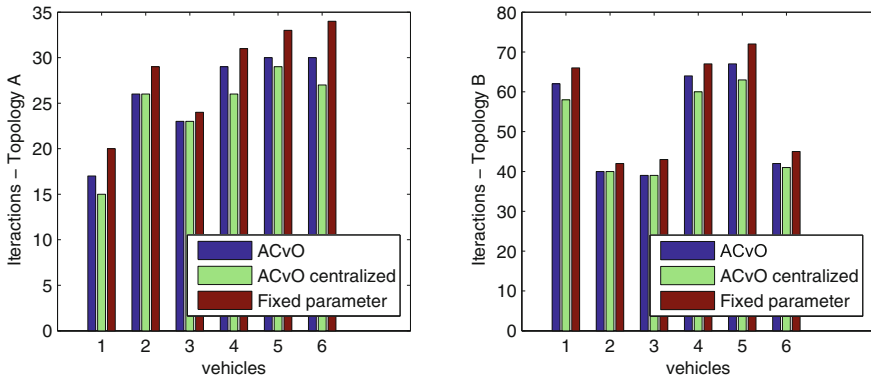 Iteractions – Topology A
35
30
25
20
15
10
5
0
1 2 3 4 5 6
vehicles
ACvO
ACvO centralized
Fixed parameter
Iteractions – Topology B
80
70
60
50
40
30
20
10
0
1 2 3 4 5 6
vehicles
ACvO
ACvO centralized
Fixed parameter